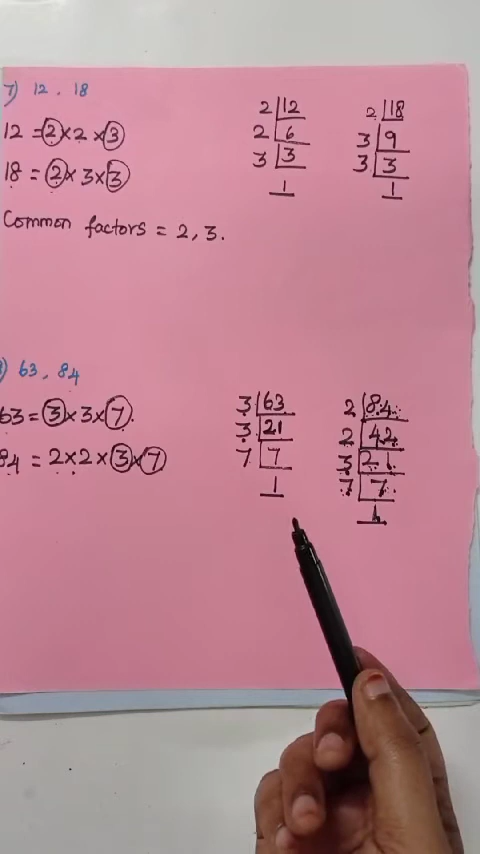 7) 12, 18
12 = 2 × 2 × 3
18 = 2 × 3 × 3
2 | 12
2 | 6
3 | 3
1
2 | 18
3 | 9
3 | 3
1
Common factors = 2, 3.
) 63, 84
63 = 3 × 3 × 7.
84 = 2 × 2 × 3 × 7
3 | 63
3 | 21
7 | 7
1
2 | 84
2 | 42
3 | 21
7 | 7
1